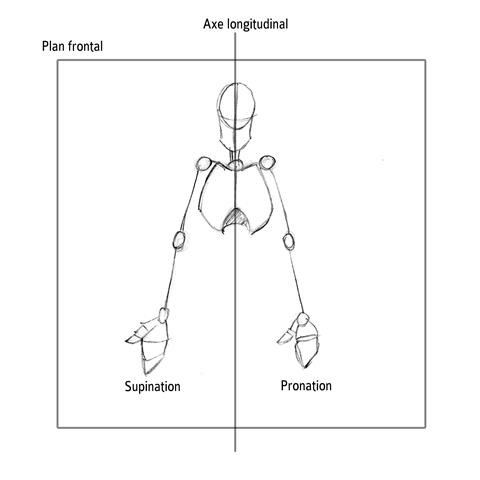 Axe longitudinal
Plan frontal
Supination
Pronation